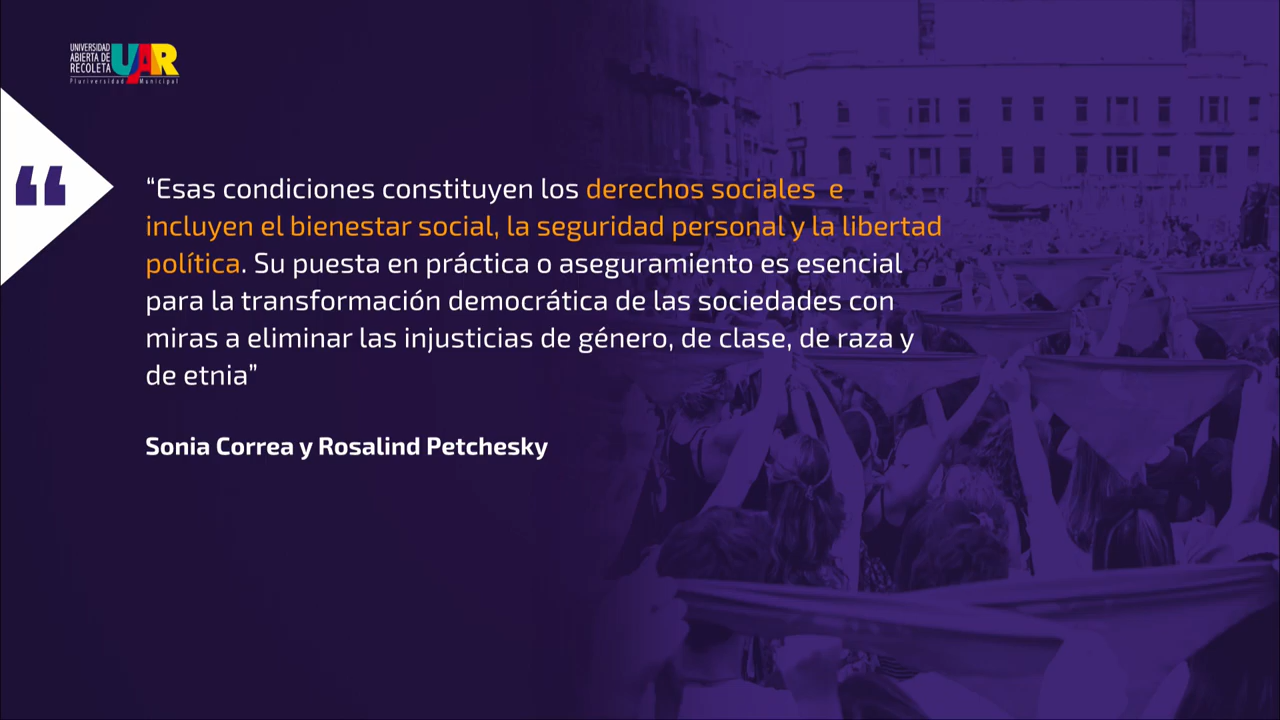 UNIVERSIDAD
ABIERTA DE
RECOLETA
UAR
Pluriversidad Municipal
“Esas condiciones constituyen los derechos sociales e
incluyen el bienestar social, la seguridad personal y la libertad
política. Su puesta en práctica o aseguramiento es esencial
para la transformación democrática de las sociedades con
miras a eliminar las injusticias de género, de clase, de raza y
de etnia”
Sonia Correa y Rosalind Petchesky